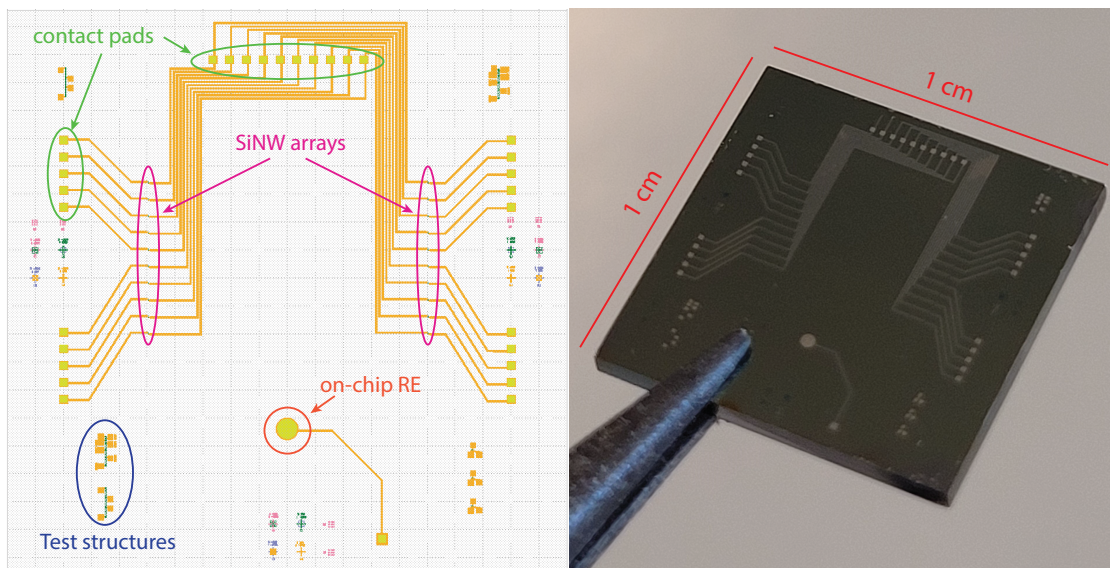 contact pads
SiNW arrays
on-chip RE
Test structures
1 cm
1 cm